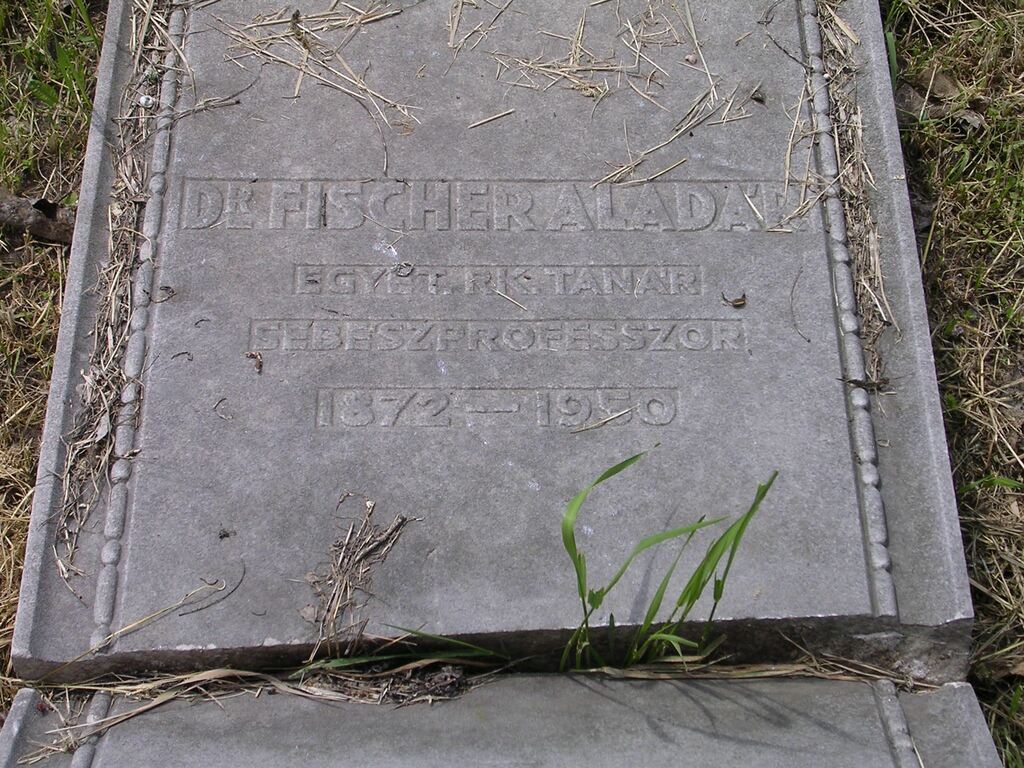 DR FISCHER ALADÁR
EGYET. RK. TANÁR
SEBÉSZPROFESSZOR
1872 — 1950